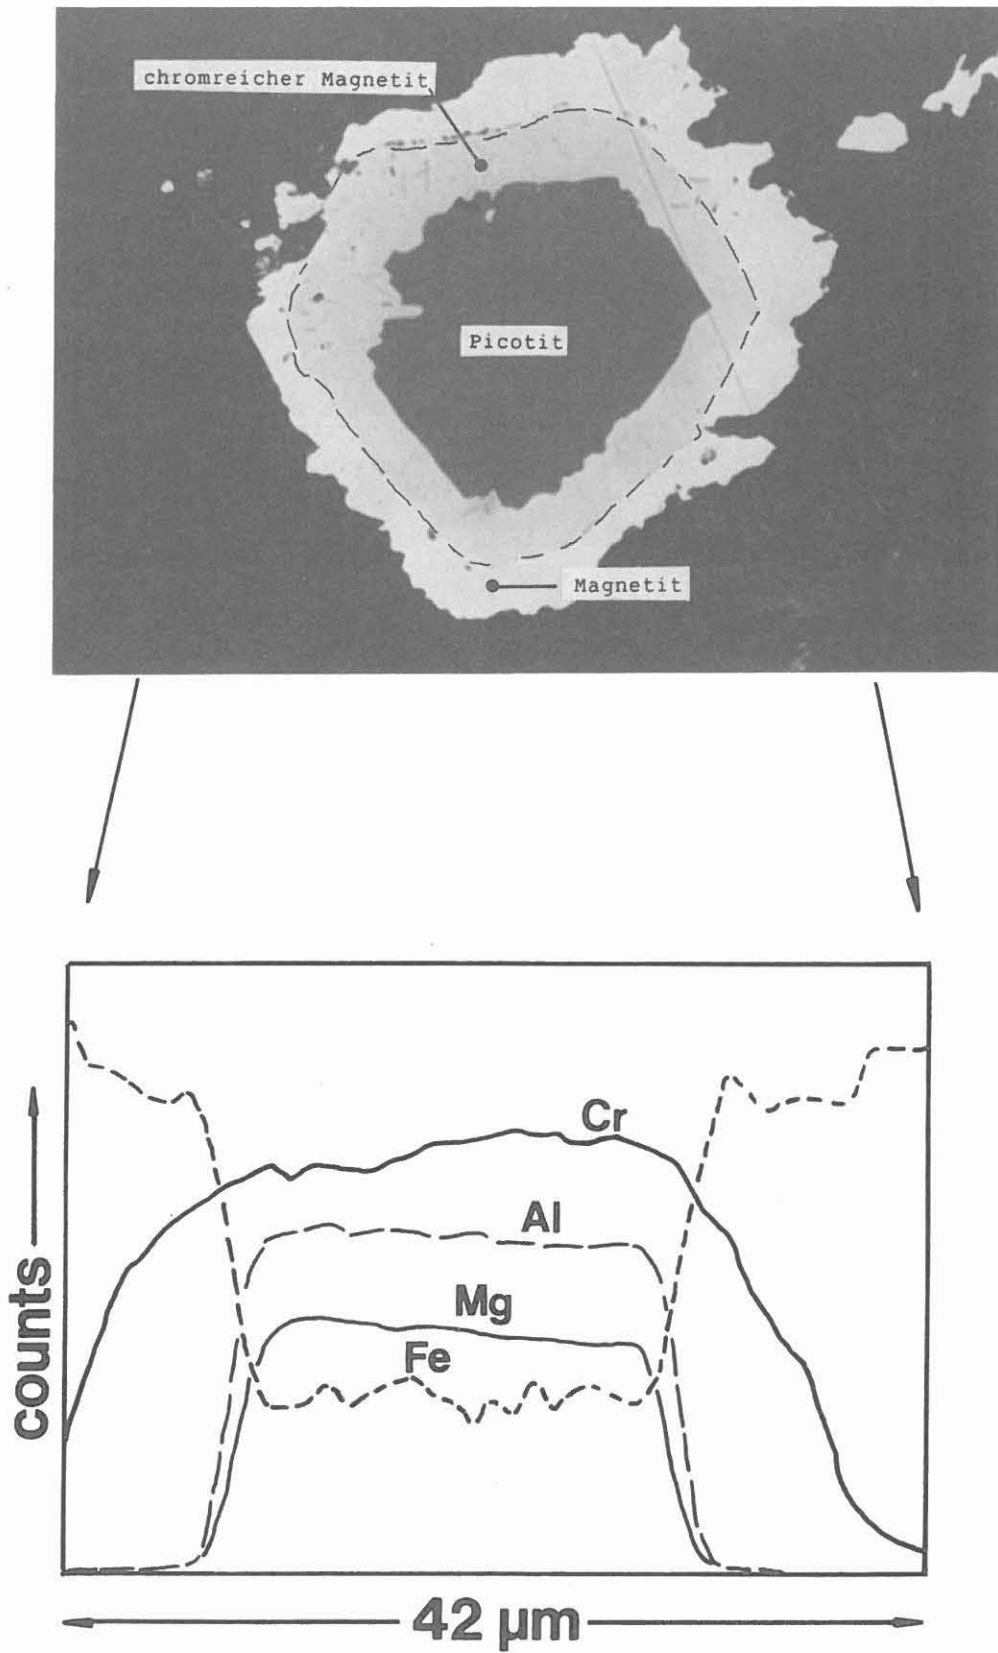 chromreicher Magnetit
Picotit
Magnetit
Cr
Al
Mg
Fe
counts
42 µm